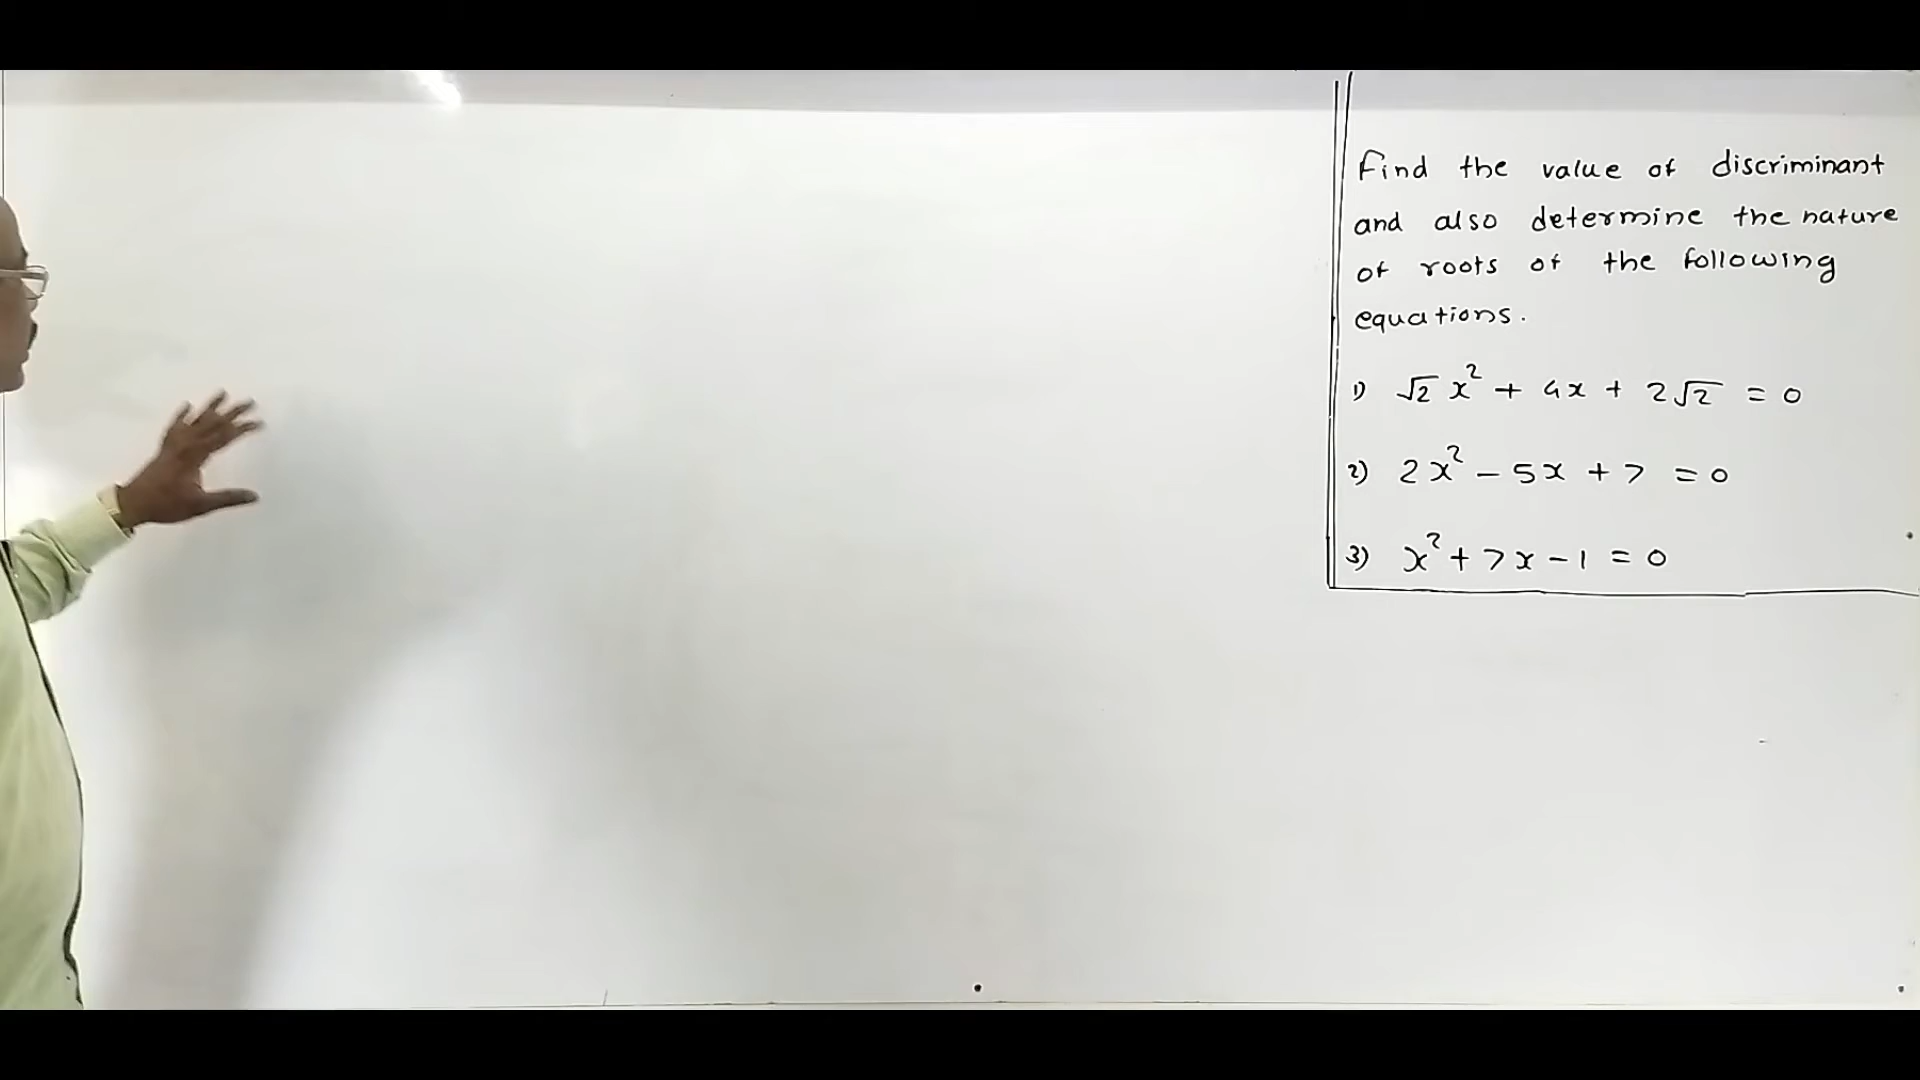 Find the value of discriminant
and also determine the nature
of roots of the following
equations.
1) √2 x² + 4x + 2√2 = 0
2) 2x² - 5x + 7 = 0
3) x² + 7x - 1 = 0